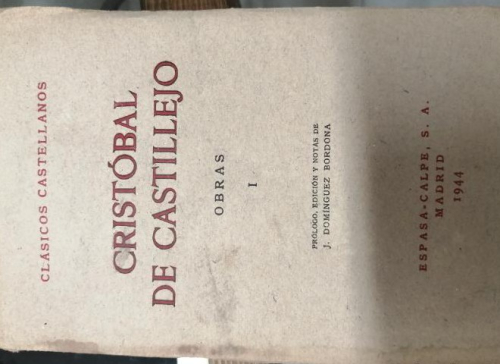 CLÁSICOS CASTELLANOS
CRISTÓBAL
DE CASTILLEJO
OBRAS
I
PRÓLOGO, EDICIÓN Y NOTAS DE
J. DOMÍNGUEZ BORDONA
ESPASA-CALPE, S. A.
MADRID
1944